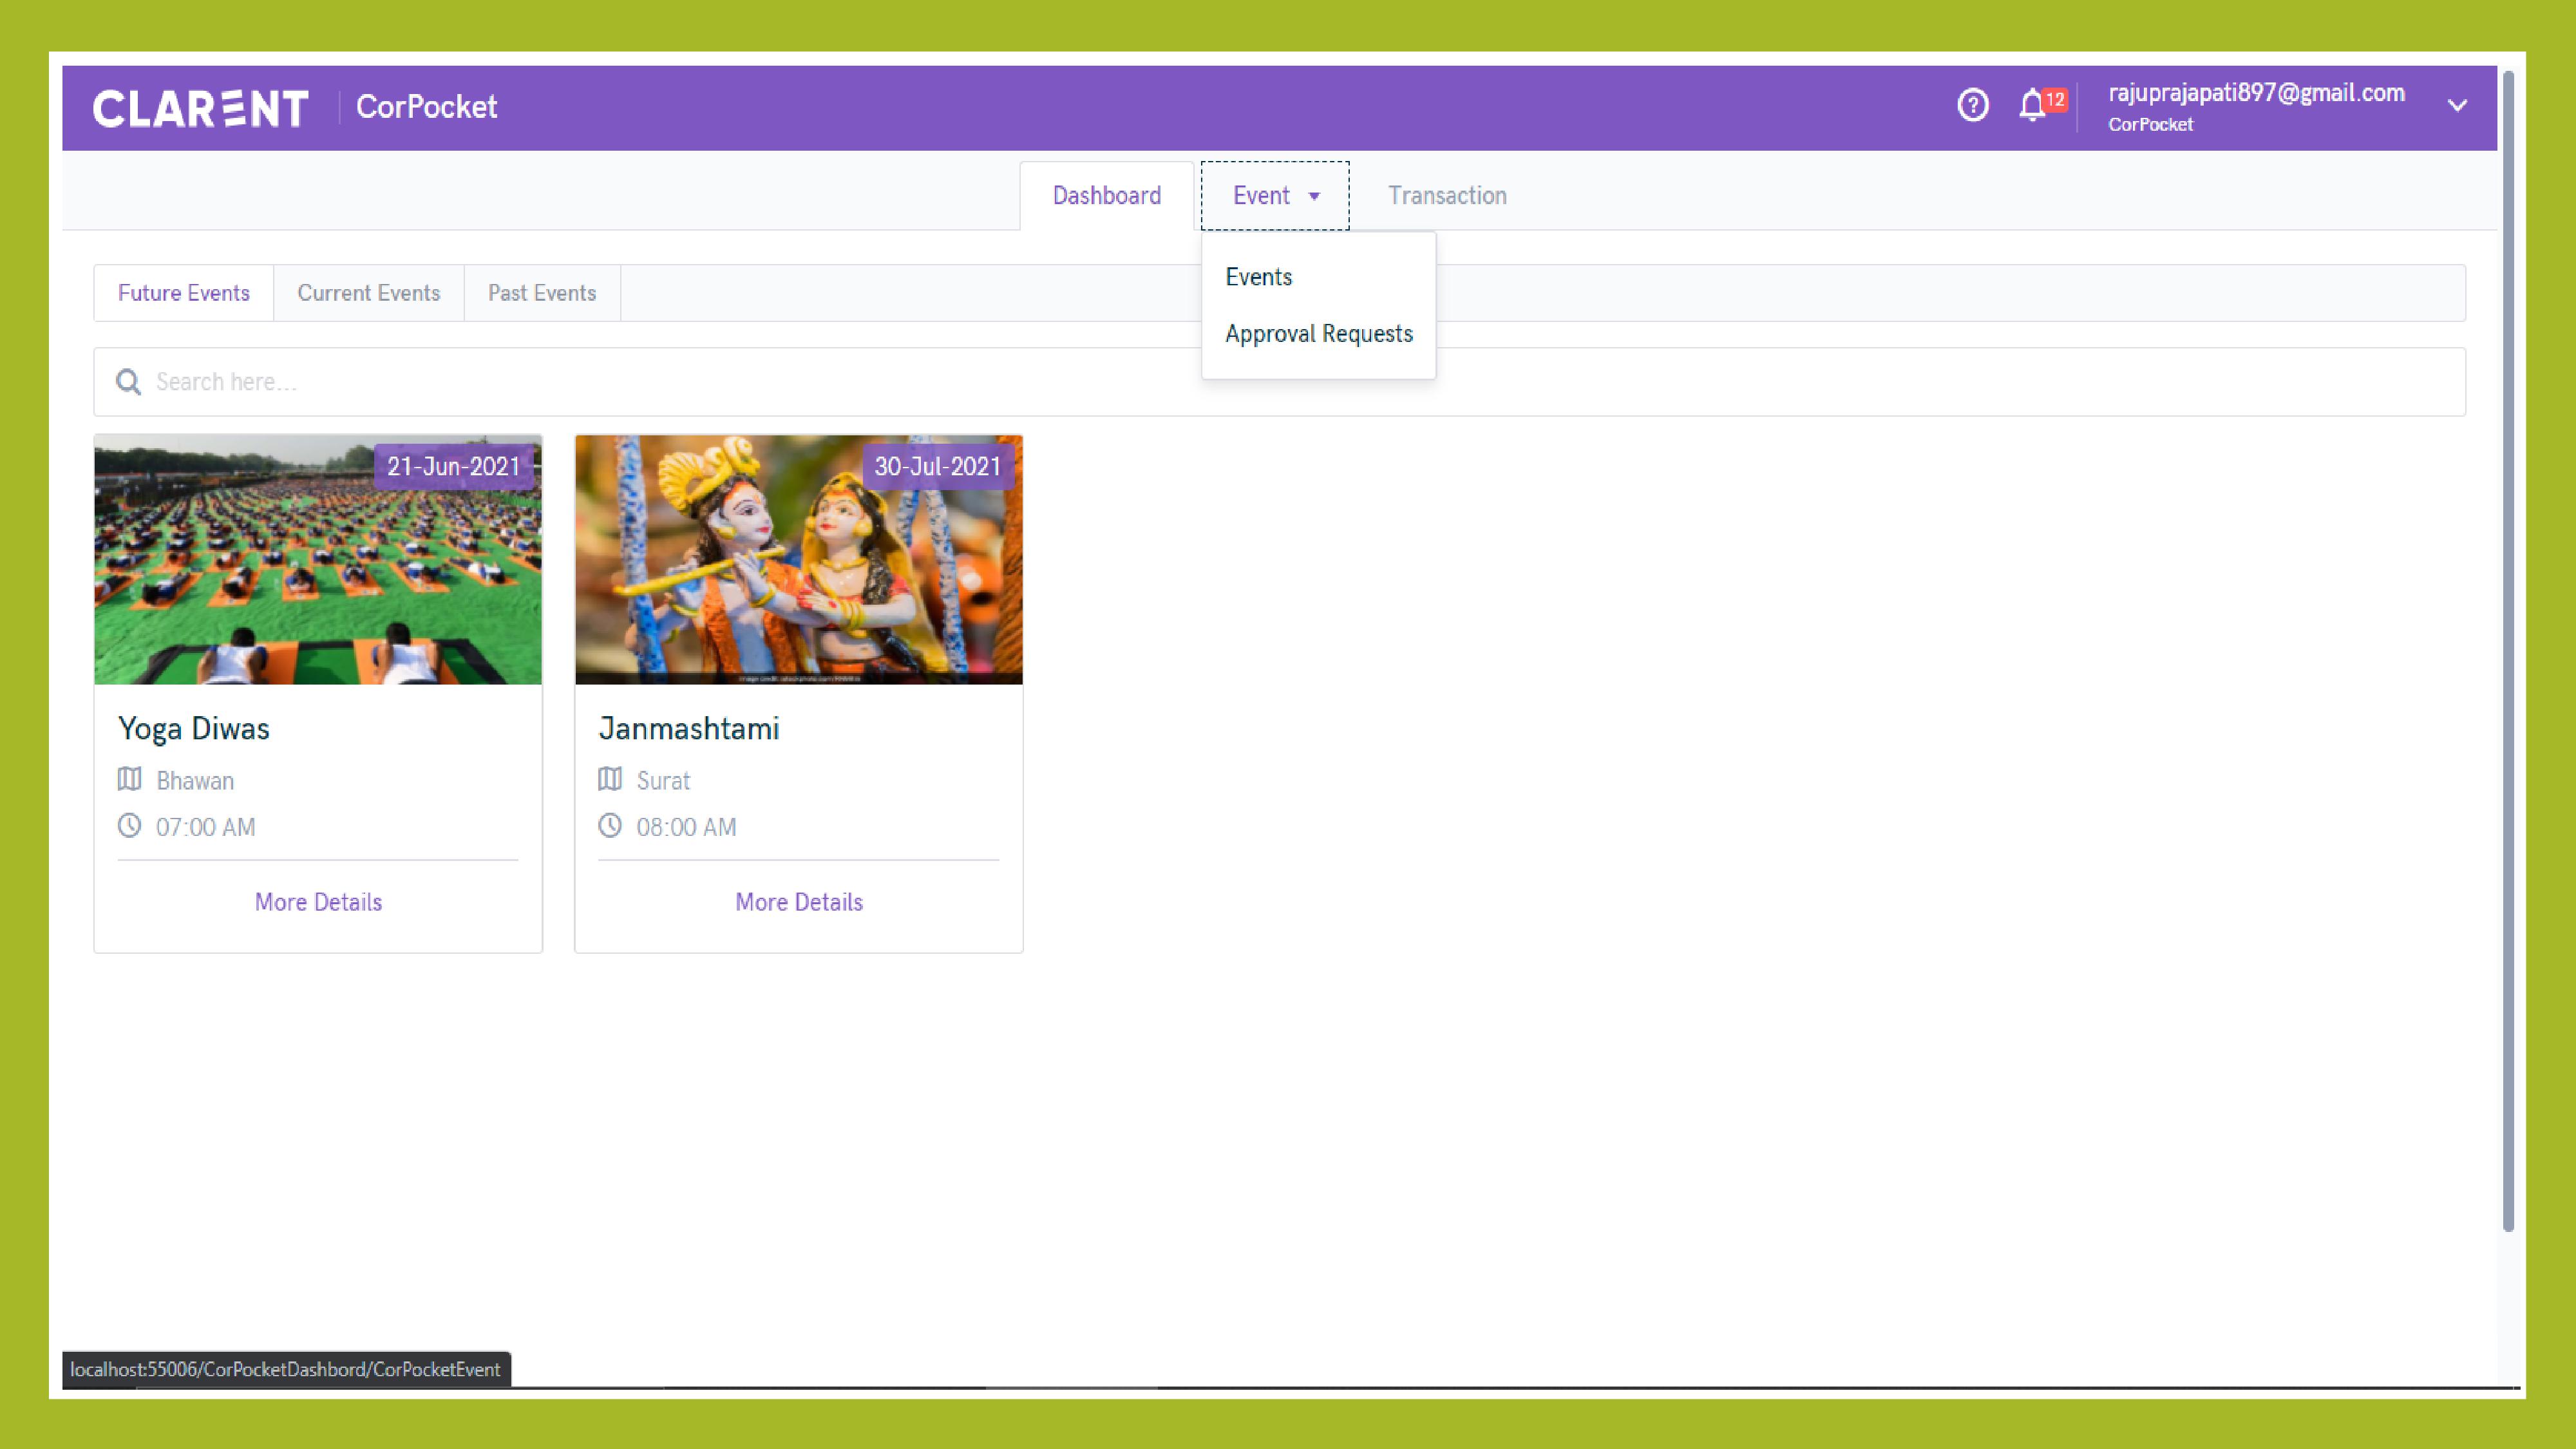 CLARENT CorPocket
12
rajuprajapati897@gmail.com
CorPocket
Dashboard Event Transaction
Events
Approval Requests
Future Events Current Events Past Events
Search here...
21-Jun-2021
30-Jul-2021
Yoga Diwas
Bhawan
07:00 AM
More Details
Janmashtami
Surat
08:00 AM
More Details
localhost:55006/CorPocketDashbord/CorPocketEvent